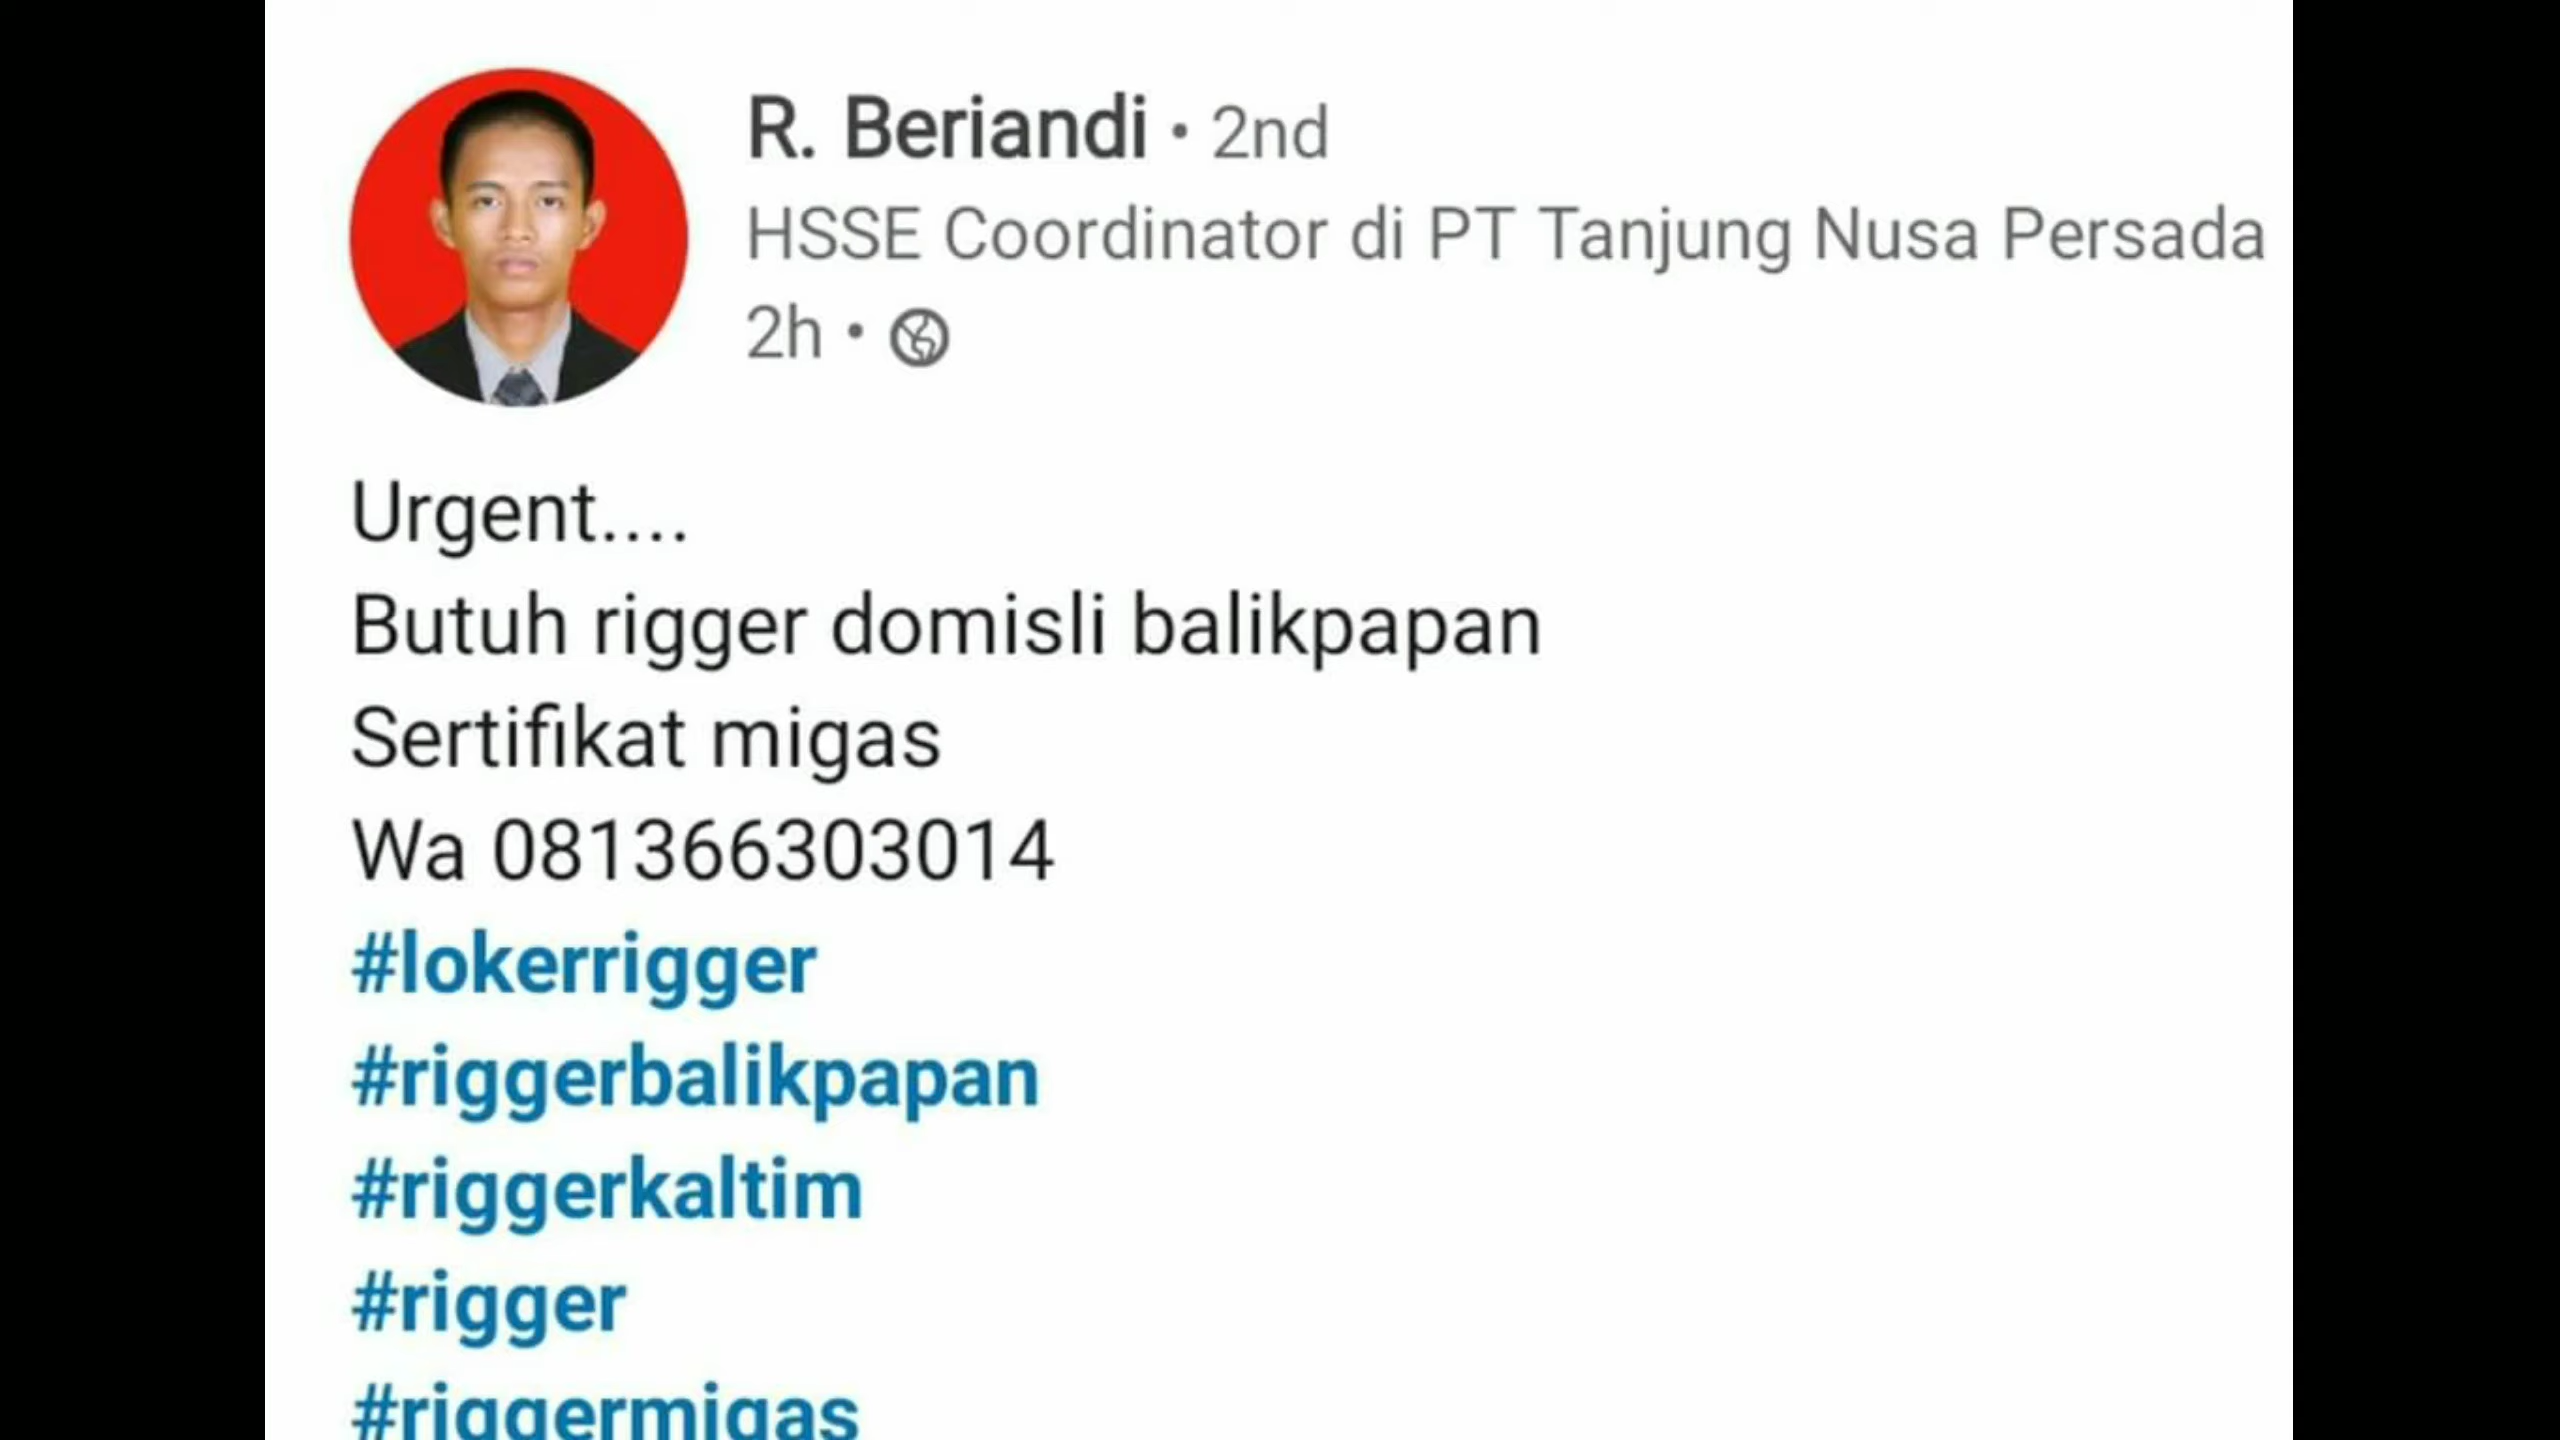 R. Beriandi • 2nd
HSSE Coordinator di PT Tanjung Nusa Persada
2h •
Urgent....
Butuh rigger domisli balikpapan
Sertifikat migas
Wa 081366303014
#lokerrigger
#riggerbalikpapan
#riggerkaltim
#rigger
#riggermigas